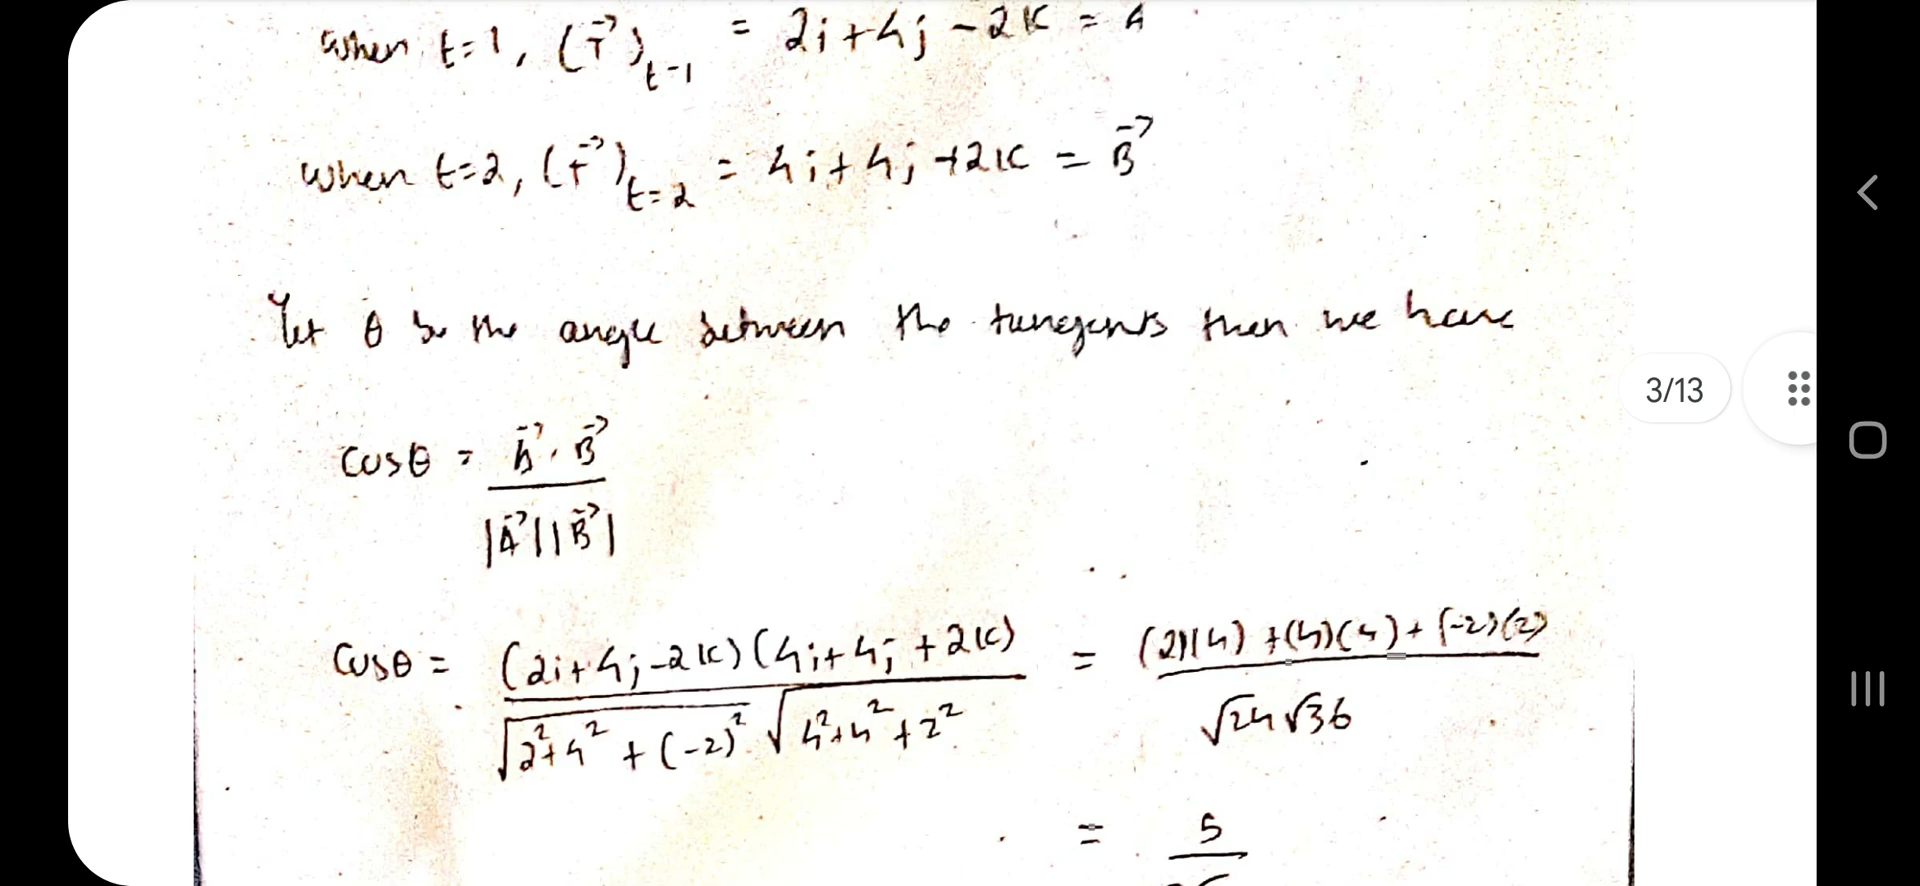 when t=1, (T⃗)t-1 = 2i+4j-2k = A
when t=2, (T⃗)t=2 = 4i+4j+2k = B⃗
let θ be the angle between the tangents then we have
3/13
cosθ = A⃗.B⃗
|A⃗||B⃗|
cosθ = (2i+4j-2k)(4i+4j+2k) = (2)(4)+(4)(4)+(-2)(2)
√2²+4²+(-2)² √4²+4²+2² √24√36
= 5